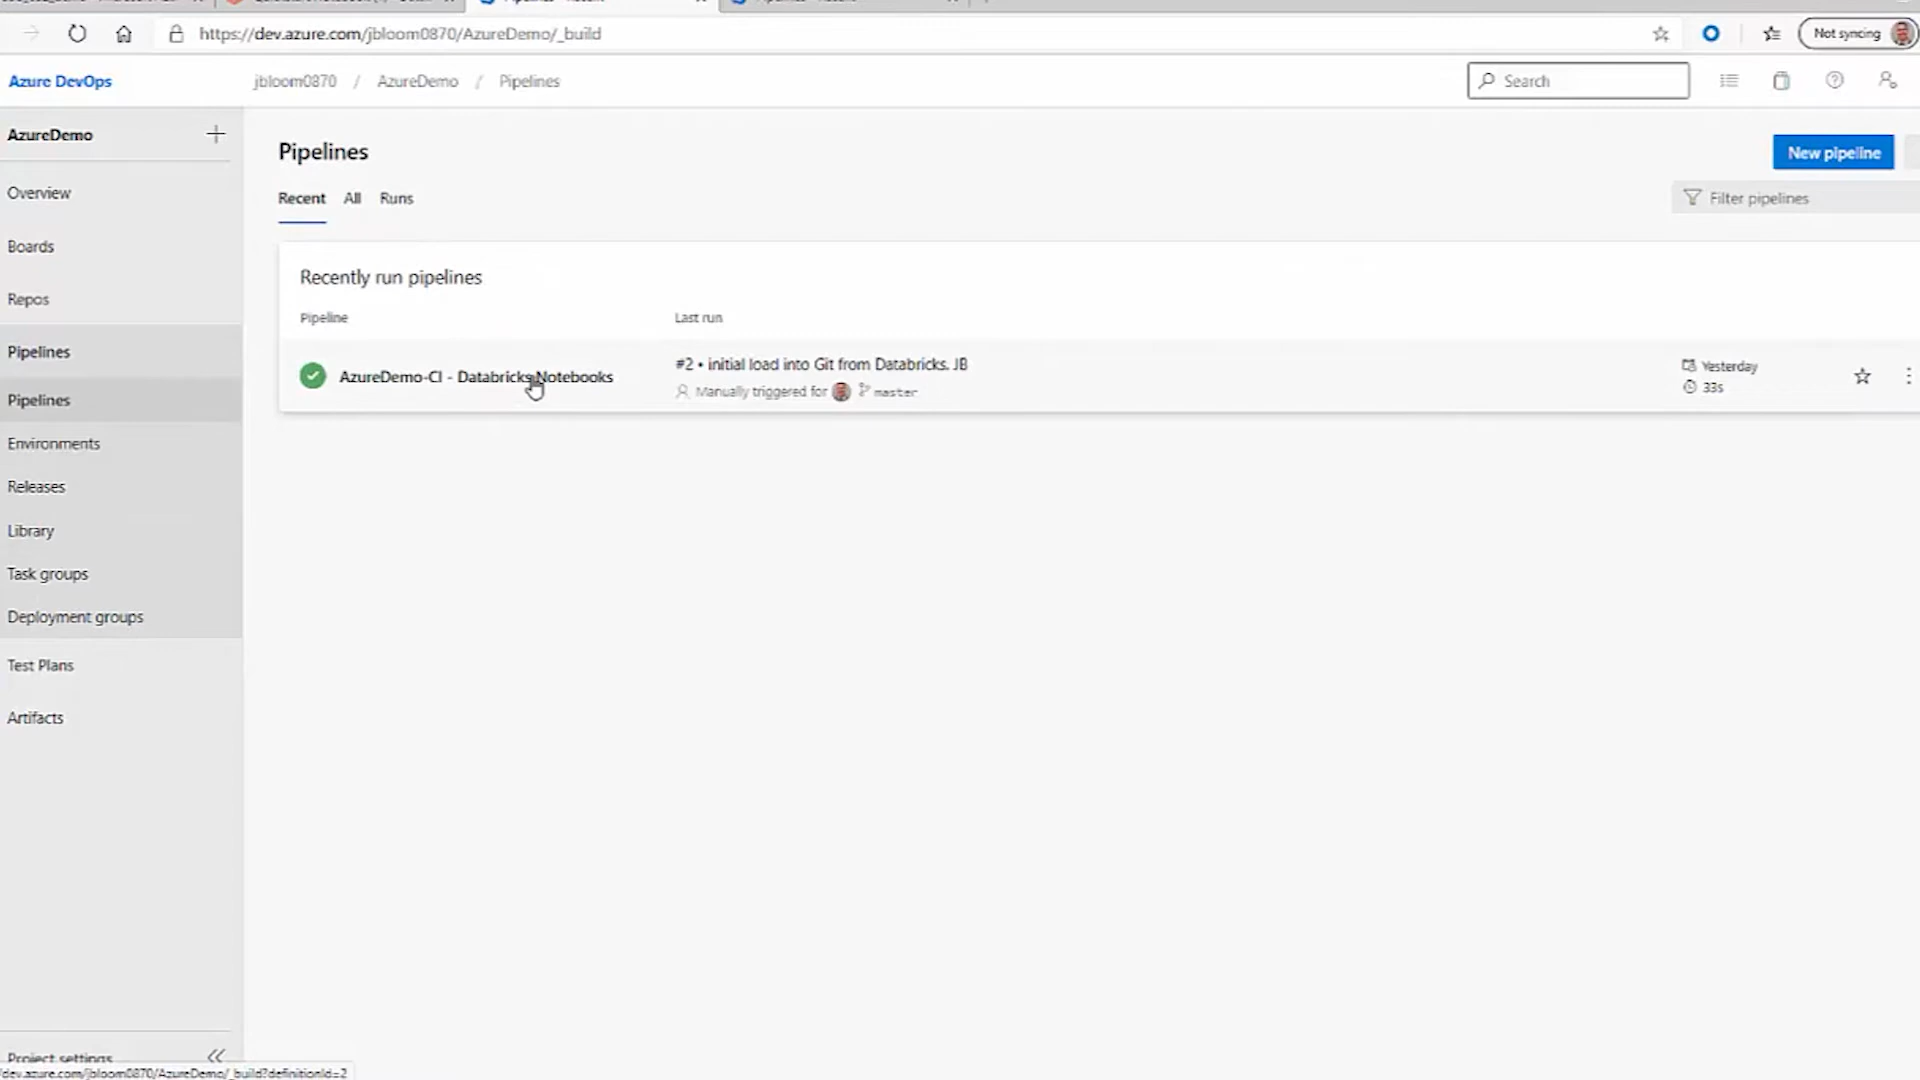 https://dev.azure.com/jbloom0870/AzureDemo/_build
Not syncing
Azure DevOps
jbloom0870 / AzureDemo / Pipelines
Search
AzureDemo
Overview
Boards
Repos
Pipelines
Pipelines
Environments
Releases
Library
Task groups
Deployment groups
Test Plans
Artifacts
Project settings
Pipelines
New pipeline
Recent All Runs
Filter pipelines
Recently run pipelines
Pipeline Last run
AzureDemo-CI - Databricks Notebooks
#2 • initial load into Git from Databricks. JB
Manually triggered for master
Yesterday
33s
/dev.azure.com/jbloom0870/AzureDemo/_build?definitionId=2